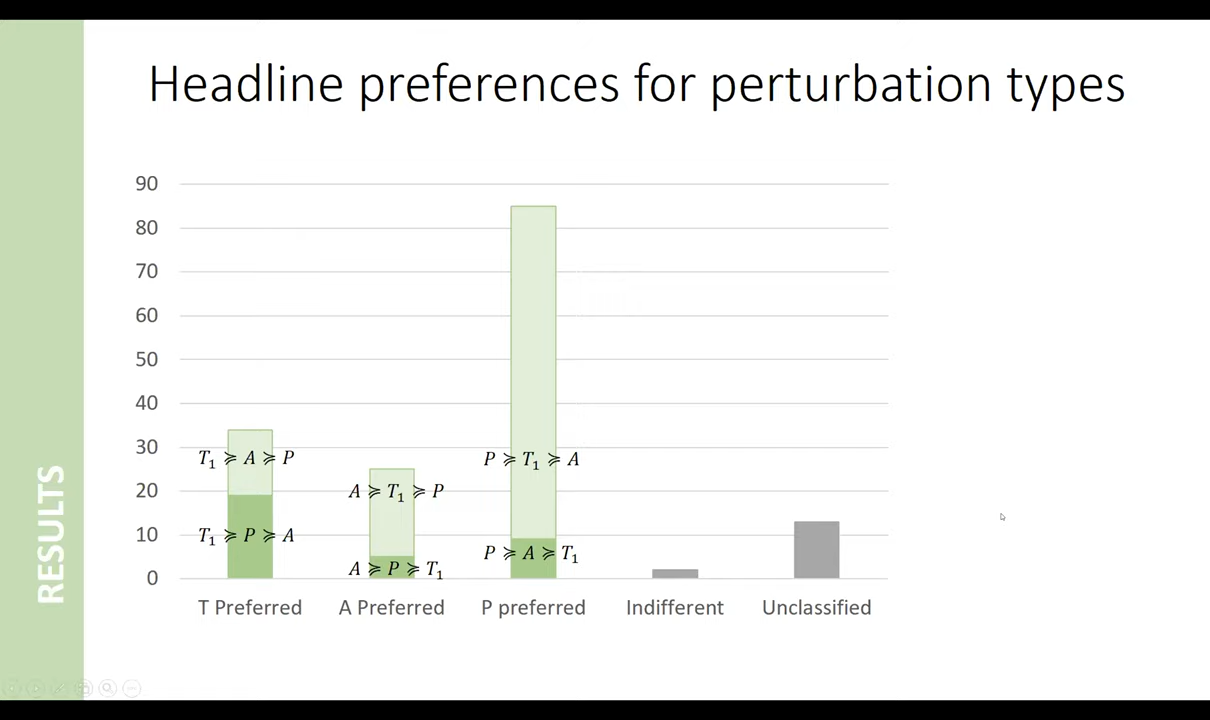 Headline preferences for perturbation types
90
80
70
60
50
40
30
20
10
0
T₁ ≽ A ≽ P
T₁ ≽ P ≽ A
A ≽ T₁ ≽ P
A ≽ P ≽ T₁
P ≽ T₁ ≽ A
P ≽ A ≽ T₁
T Preferred
A Preferred
P preferred
Indifferent
Unclassified
RESULTS